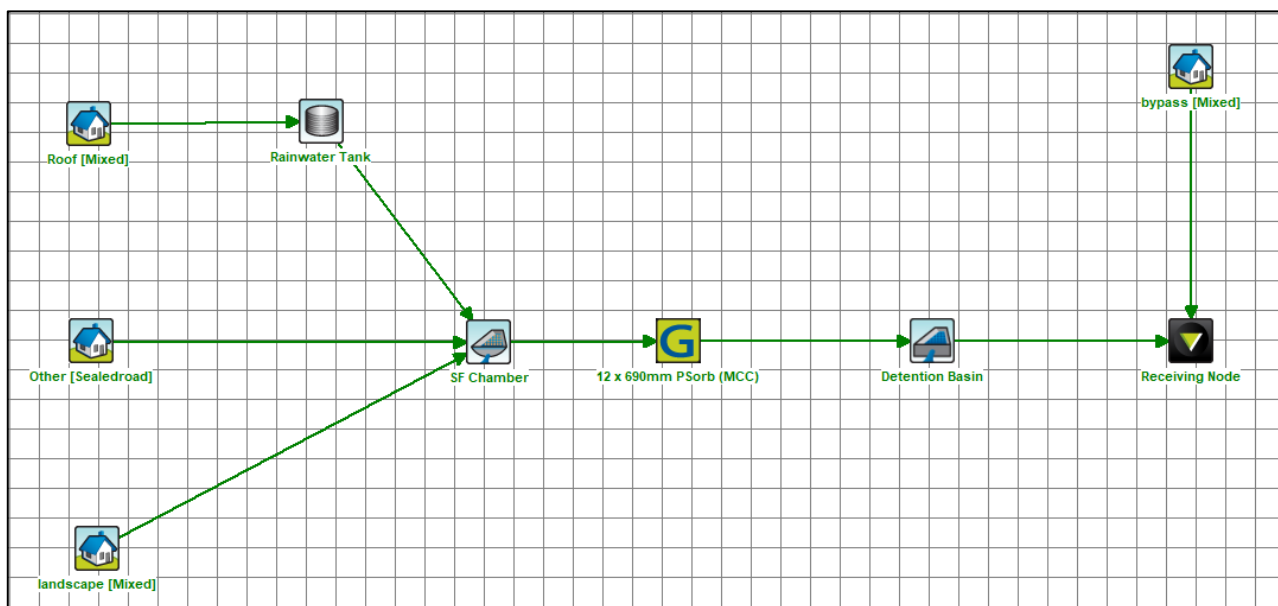 bypass [Mixed]
Roof [Mixed]
Rainwater Tank
Other [Sealedroad]
SF Chamber
G
12 x 690mm PSorb (MCC)
Detention Basin
Receiving Node
landscape [Mixed]